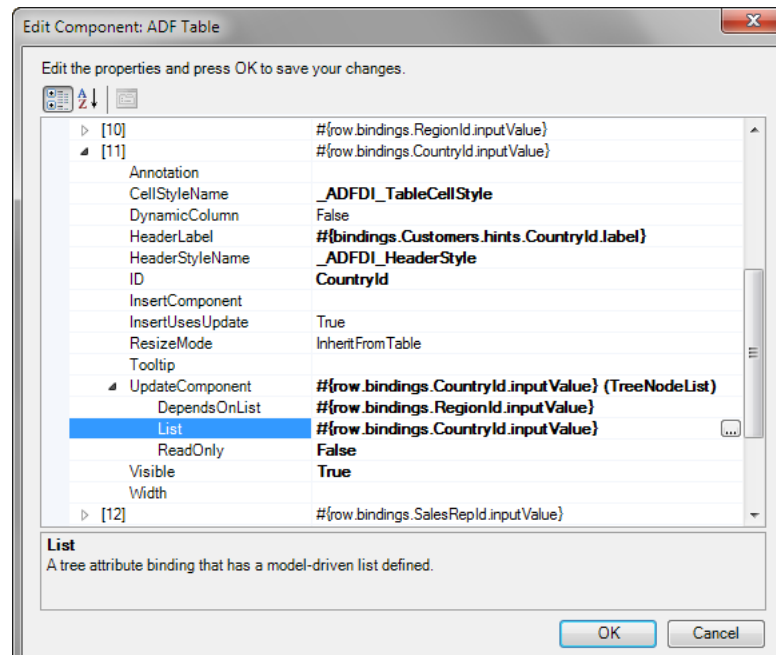 Edit Component: ADF Table
Edit the properties and press OK to save your changes.
[10] #{row.bindings.RegionId.inputValue}
[11] #{row.bindings.CountryId.inputValue}
Annotation
CellStyleName _ADFDI_TableCellStyle
DynamicColumn False
HeaderLabel #{bindings.Customers.hints.CountryId.label}
HeaderStyleName _ADFDI_HeaderStyle
ID CountryId
InsertComponent
InsertUsesUpdate True
ResizeMode InheritFromTable
Tooltip
UpdateComponent #{row.bindings.CountryId.inputValue} (TreeNodeList)
DependsOnList #{row.bindings.RegionId.inputValue}
List #{row.bindings.CountryId.inputValue} ...
ReadOnly False
Visible True
Width
[12] #{row.bindings.SalesRepId.inputValue}
List
A tree attribute binding that has a model-driven list defined.
OK Cancel